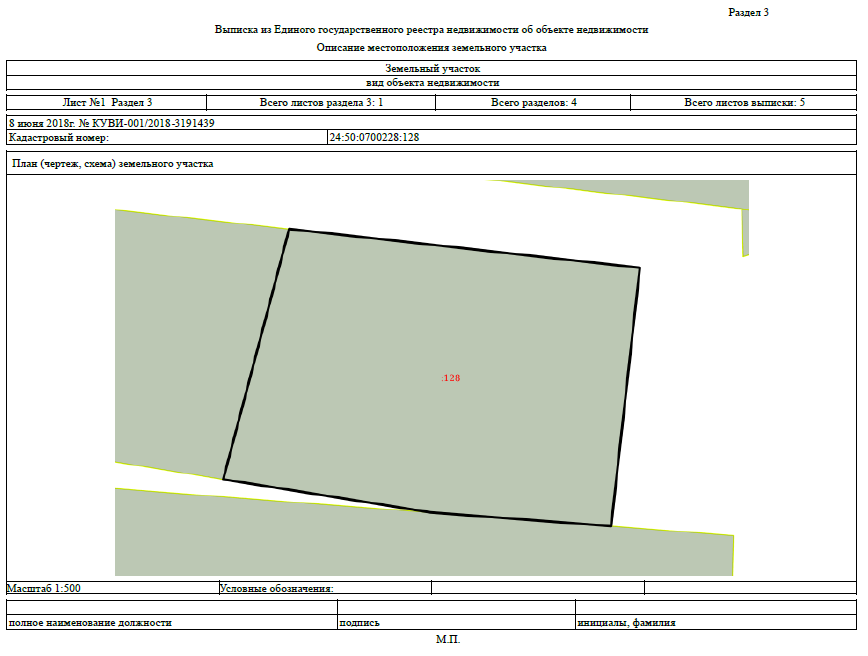 Раздел 3
Выписка из Единого государственного реестра недвижимости об объекте недвижимости
Описание местоположения земельного участка
Земельный участок
вид объекта недвижимости
Лист №1 Раздел 3 Всего листов раздела 3: 1 Всего разделов: 4 Всего листов выписки: 5
8 июня 2018г. № КУВИ-001/2018-3191439
Кадастровый номер: 24:50:0700228:128
План (чертеж, схема) земельного участка
:128
Масштаб 1:500 Условные обозначения:
полное наименование должности подпись инициалы, фамилия
М.П.